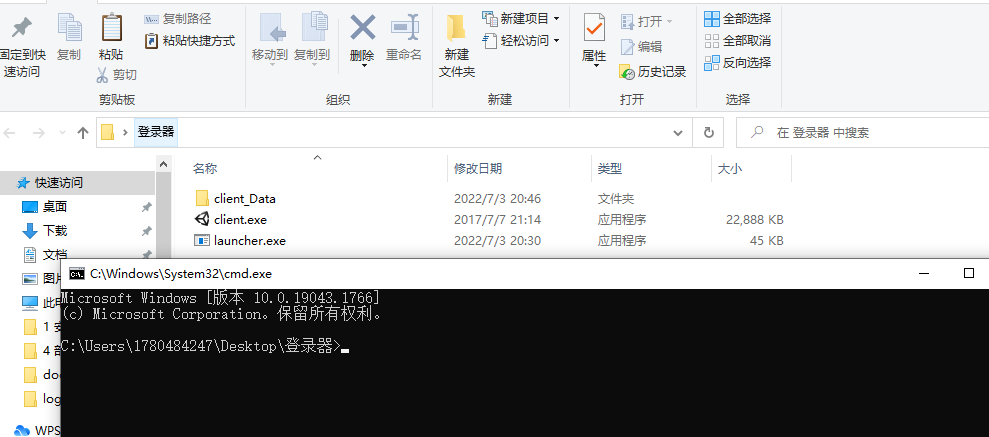 固定到快
速访问
复制
粘贴
复制路径
粘贴快捷方式
剪切
剪贴板
移动到
复制到
删除
重命名
组织
新建
文件夹
新建项目
轻松访问
新建
属性
打开
编辑
历史记录
打开
全部选择
全部取消
反向选择
选择
登录器
在 登录器 中搜索
名称 修改日期 类型 大小
快速访问
桌面
下载
文档
图片
此电
1 安
4 部
do
log
WPS
client_Data 2022/7/3 20:46 文件夹
client.exe 2017/7/7 21:14 应用程序 22,888 KB
launcher.exe 2022/7/3 20:30 应用程序 45 KB
C:\Windows\System32\cmd.exe
Microsoft Windows [版本 10.0.19043.1766]
(c) Microsoft Corporation。保留所有权利。
C:\Users\1780484247\Desktop\登录器>